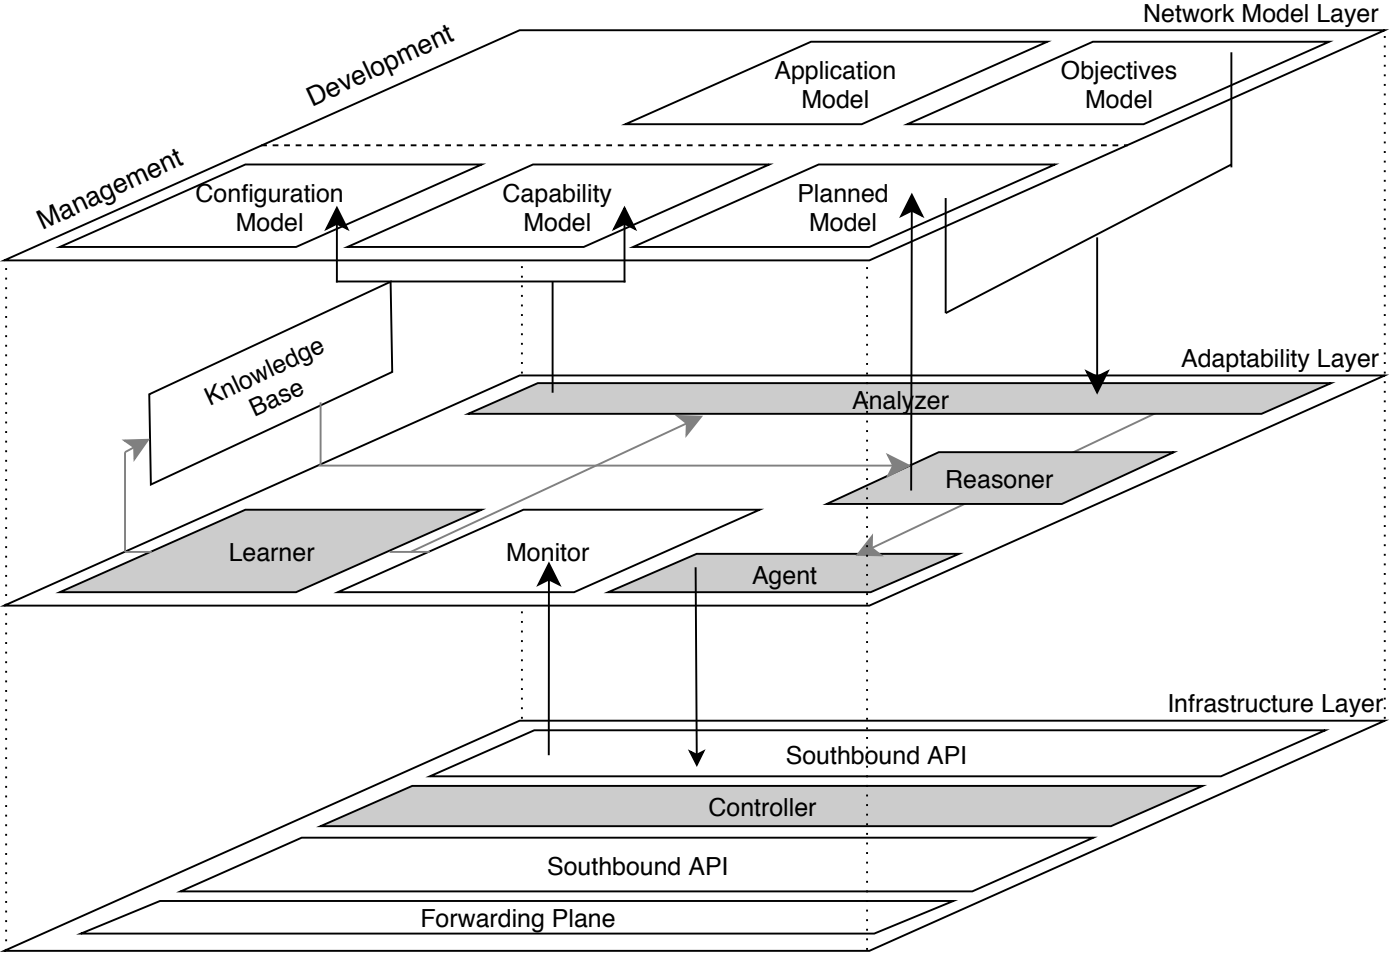 Network Model Layer
Development
Application
Model
Objectives
Model
Management
Configuration
Model
Capability
Model
Planned
Model
Knlowledge
Base
Adaptability Layer
Analyzer
Reasoner
Learner
Monitor
Agent
Infrastructure Layer
Southbound API
Controller
Southbound API
Forwarding Plane